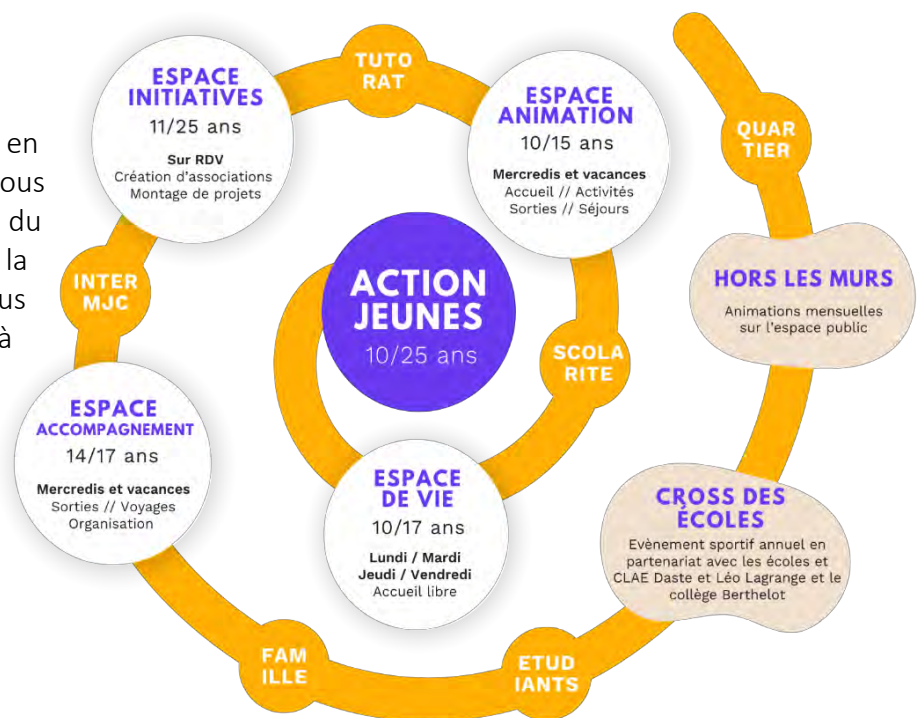 en
ous
du
la
us
à
ESPACE
INITIATIVES
11/25 ans
Sur RDV
Création d'associations
Montage de projets
TUTO
RAT
ESPACE
ANIMATION
10/15 ans
Mercredis et vacances
Accueil // Activités
Sorties // Séjours
QUAR
TIER
INTER
MJC
ACTION
JEUNES
10/25 ans
HORS LES MURS
Animations mensuelles
sur l'espace public
SCOLA
RITE
ESPACE
ACCOMPAGNEMENT
14/17 ans
Mercredis et vacances
Sorties // Voyages
Organisation
ESPACE
DE VIE
10/17 ans
Lundi / Mardi
Jeudi / Vendredi
Accueil libre
CROSS DES
ÉCOLES
Evènement sportif annuel en
partenariat avec les écoles et
CLAE Daste et Léo Lagrange et le
collège Berthelot
FAM
ILLE
ETUD
IANTS